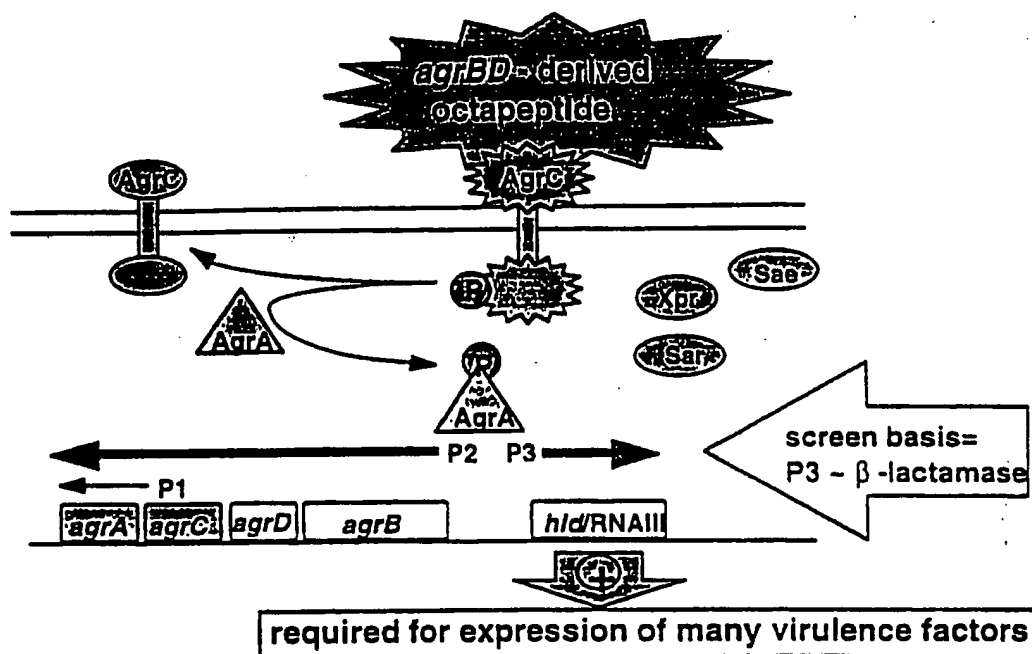 agrBD - derived
octapeptide
AgrC
AgrC
Sae
P
Xpr
AgrA
Sar
P
AgrA
P2 P3
screen basis=
P3 ~ β -lactamase
P1
agrA agrC agrD agrB hld/RNAIII
+
required for expression of many virulence factors